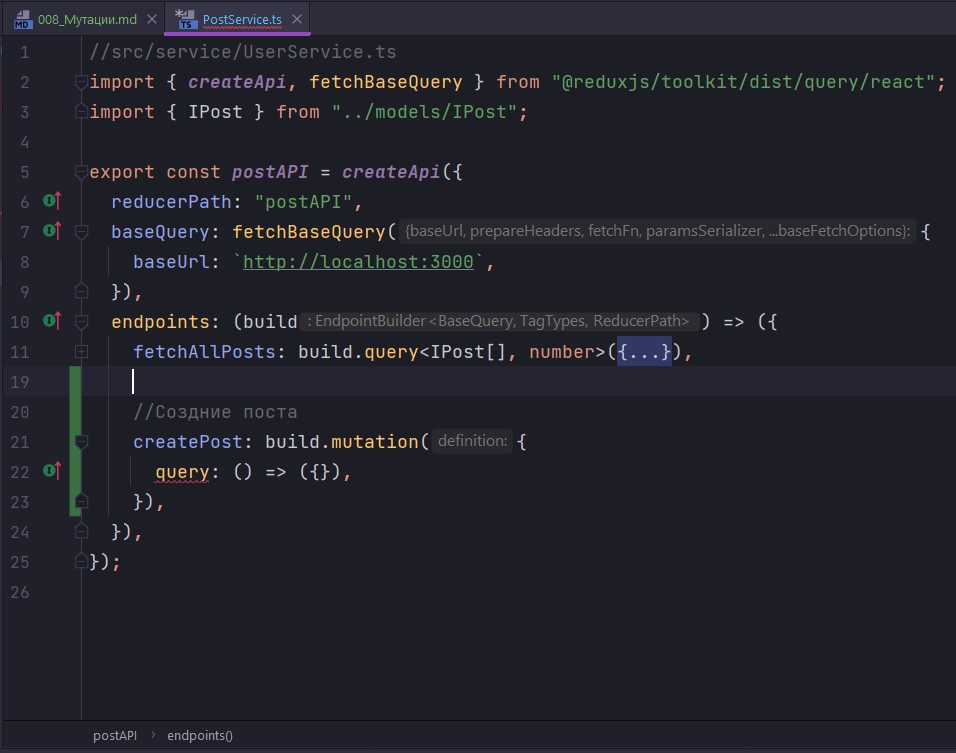 008_Мутации.md PostService.ts
1 //src/service/UserService.ts
2 import { createApi, fetchBaseQuery } from "@reduxjs/toolkit/dist/query/react";
3 import { IPost } from "../models/IPost";
4
5 export const postAPI = createApi({
6 reducerPath: "postAPI",
7 baseQuery: fetchBaseQuery( {baseUrl, prepareHeaders, fetchFn, paramsSerializer, ...baseFetchOptions}: {
8 baseUrl: `http://localhost:3000`,
9 }),
10 endpoints: (build : EndpointBuilder<BaseQuery, TagTypes, ReducerPath> ) => ({
11 fetchAllPosts: build.query<IPost[], number>({...}),
19
20 //Создние поста
21 createPost: build.mutation( definition: {
22 query: () => ({}),
23 }),
24 }),
25 });
26
postAPI › endpoints()